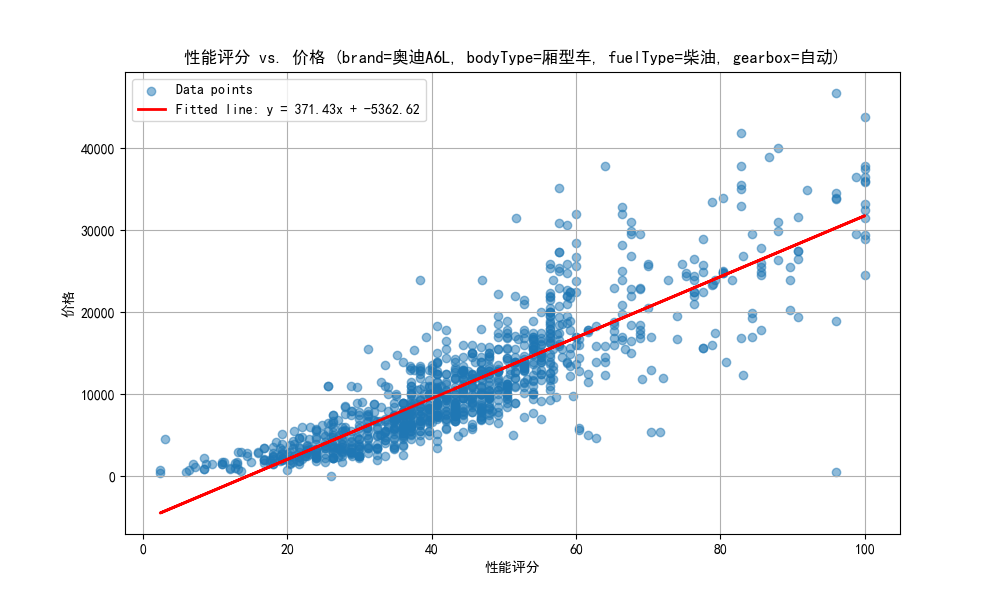 性能评分 vs. 价格 (brand=奥迪A6L, bodyType=厢型车, fuelType=柴油, gearbox=自动)
Data points
Fitted line: y = 371.43x + -5362.62
价格
40000
30000
20000
10000
0
0 20 40 60 80 100
性能评分